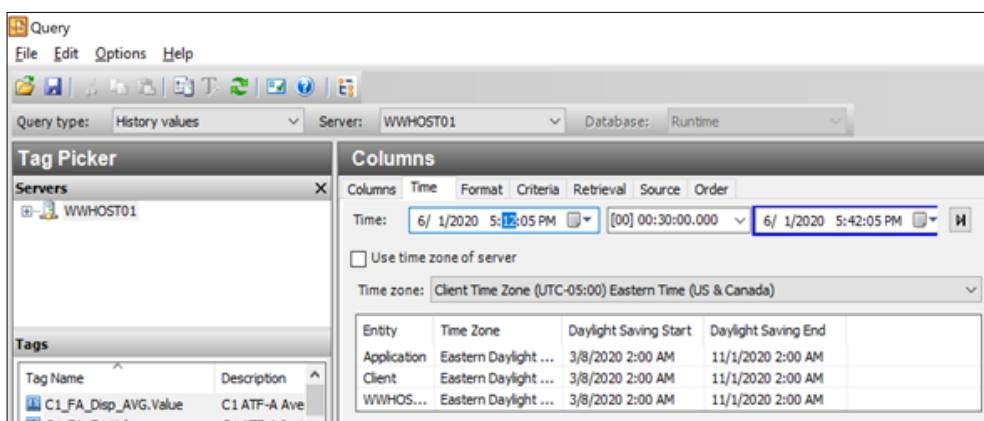 Query
File Edit Options Help
Query type: History values Server: WWHOST01 Database: Runtime
Tag Picker
Servers X
WWHOST01
Tags
Tag Name Description
C1_FA_Disp_AVG.Value C1 ATF-A Ave
Columns
Columns Time Format Criteria Retrieval Source Order
Time: 6/ 1/2020 5:12:05 PM [00] 00:30:00.000 6/ 1/2020 5:42:05 PM
Use time zone of server
Time zone: Client Time Zone (UTC-05:00) Eastern Time (US & Canada)
Entity Time Zone Daylight Saving Start Daylight Saving End
Application Eastern Daylight ... 3/8/2020 2:00 AM 11/1/2020 2:00 AM
Client Eastern Daylight ... 3/8/2020 2:00 AM 11/1/2020 2:00 AM
WWHOS... Eastern Daylight ... 3/8/2020 2:00 AM 11/1/2020 2:00 AM